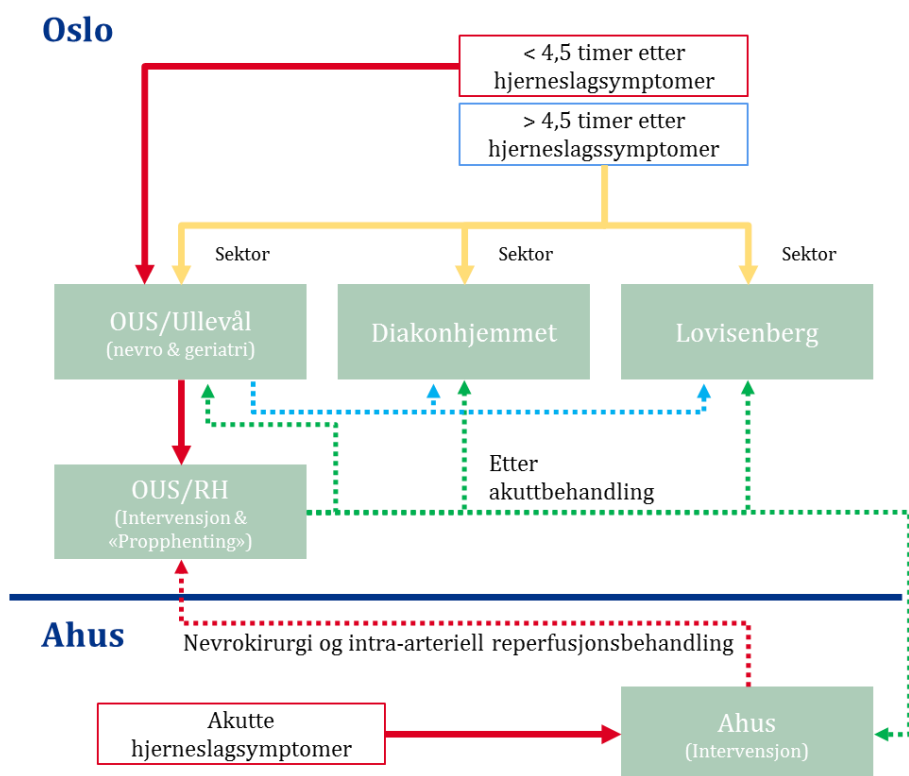 Oslo
< 4,5 timer etter
hjerneslagsymptomer
> 4,5 timer etter
hjerneslagssymptomer
Sektor
Sektor
Sektor
OUS/Ullevål
(nevro & geriatri)
Diakonhjemmet
Lovisenberg
Etter
akuttbehandling
OUS/RH
(Intervensjon &
«Propphenting»)
Ahus
Nevrokirurgi og intra-arteriell reperfusjonsbehandling
Akutte
hjerneslagsymptomer
Ahus
(Intervensjon)